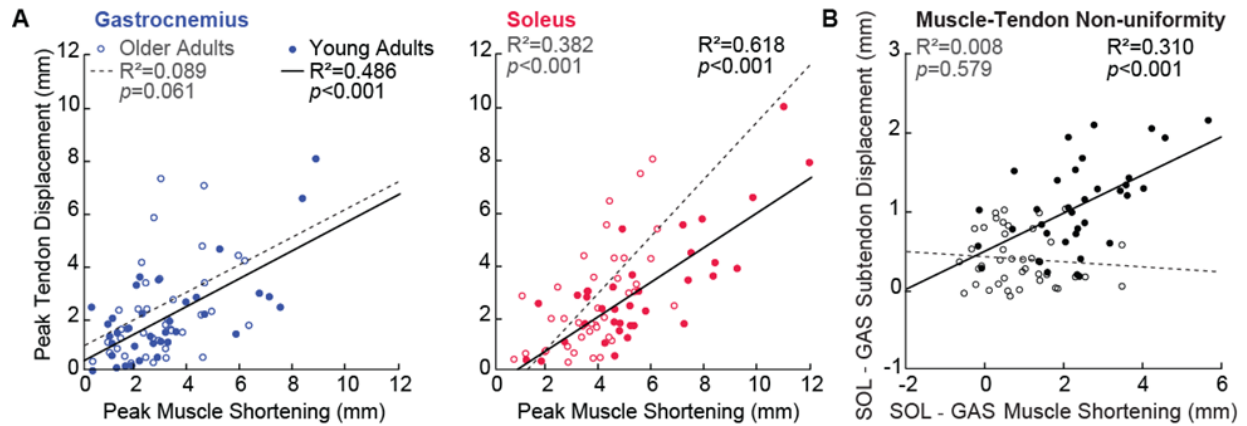 A
Gastrocnemius
Older Adults
R²=0.089
p=0.061
Young Adults
R²=0.486
p<0.001
Peak Tendon Displacement (mm)
12
10
8
6
4
2
0
0 2 4 6 8 10 12
Peak Muscle Shortening (mm)
Soleus
R²=0.382
p<0.001
R²=0.618
p<0.001
12
10
8
6
4
2
0
0 2 4 6 8 10 12
Peak Muscle Shortening (mm)
B
Muscle-Tendon Non-uniformity
R²=0.008
p=0.579
R²=0.310
p<0.001
SOL - GAS Subtendon Displacement (mm)
3
2
1
0
-1
-2 0 2 4 6
SOL - GAS Muscle Shortening (mm)